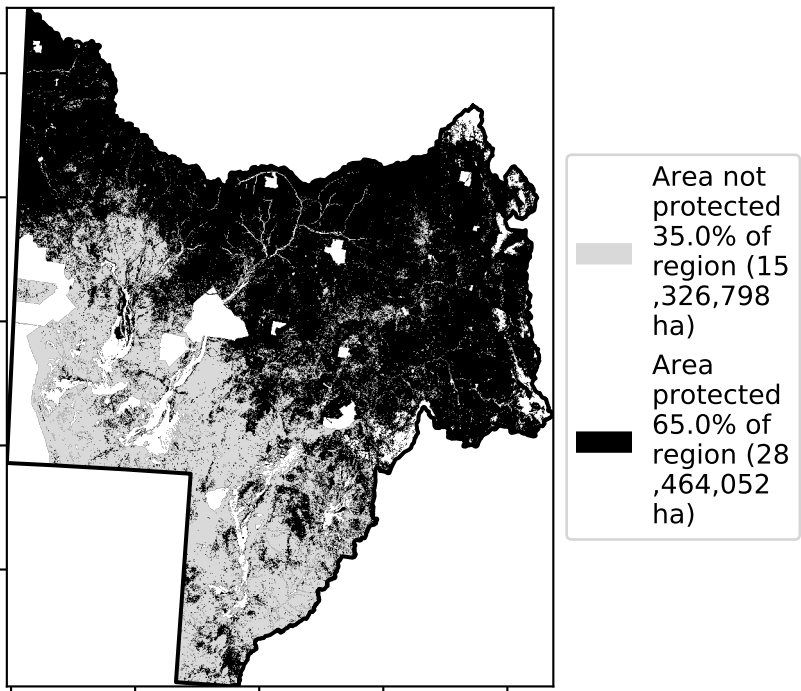 Area not
protected
35.0% of
region (15
,326,798
ha)
Area
protected
65.0% of
region (28
,464,052
ha)